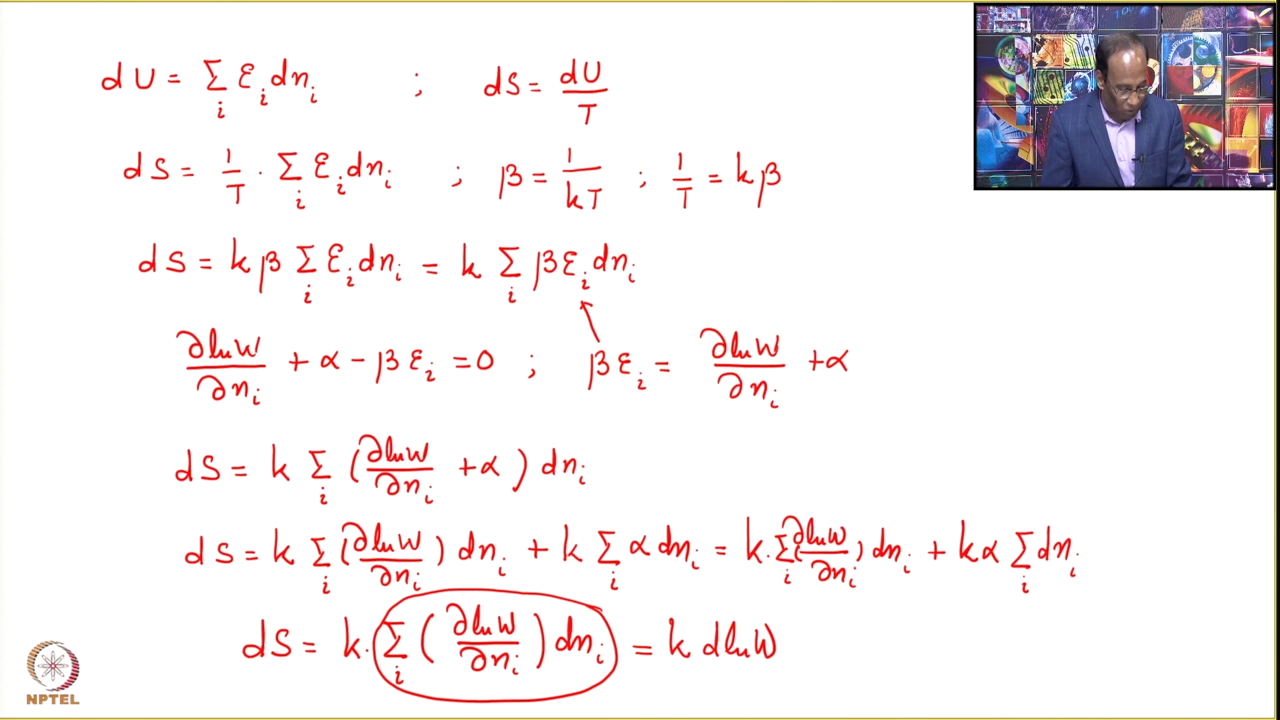 dU = Σ_i ε_i dn_i ; dS = dU/T
dS = 1/T · Σ_i ε_i dn_i ; β = 1/kT ; 1/T = kβ
dS = kβ Σ_i ε_i dn_i = k Σ_i βε_i dn_i
∂lnW/∂n_i + α − βε_i = 0 ; βε_i = ∂lnW/∂n_i + α
dS = k Σ_i (∂lnW/∂n_i + α) dn_i
dS = k Σ_i (∂lnW/∂n_i) dn_i + k Σ_i α dn_i = k · Σ_i (∂lnW/∂n_i) dn_i + kα Σ_i dn_i
dS = k · Σ_i (∂lnW/∂n_i) dn_i = k dlnW
NPTEL